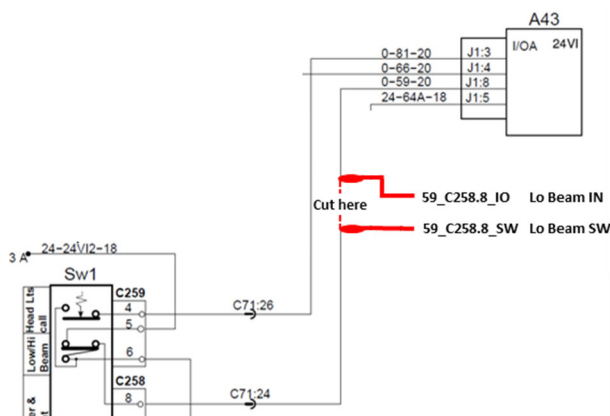 A43
0-81-20 J1:3 I/OA 24VI
0-66-20 J1:4
0-59-20 J1:8
24-64A-18 J1:5
59_C258.8_IO Lo Beam IN
Cut here
59_C258.8_SW Lo Beam SW
3 A 24-24VI2-18
Sw1
Head Lts
call
C259
4
C71:26
5
Low/Hi
Beam
6
C258
8
C71:24
er &